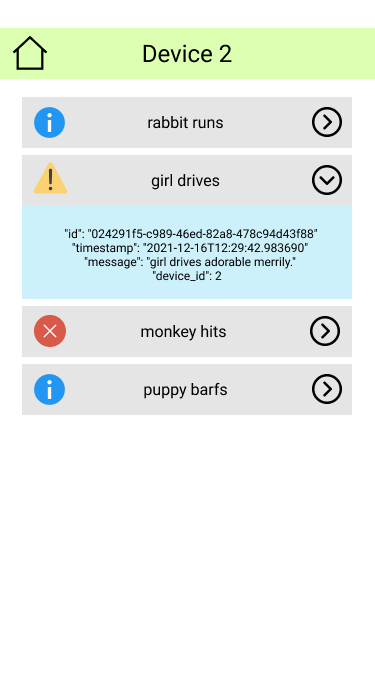 Device 2
rabbit runs
girl drives
"id": "024291f5-c989-46ed-82a8-478c94d43f88"
"timestamp": "2021-12-16T12:29:42.983690"
"message": "girl drives adorable merrily."
"device_id": 2
monkey hits
puppy barfs